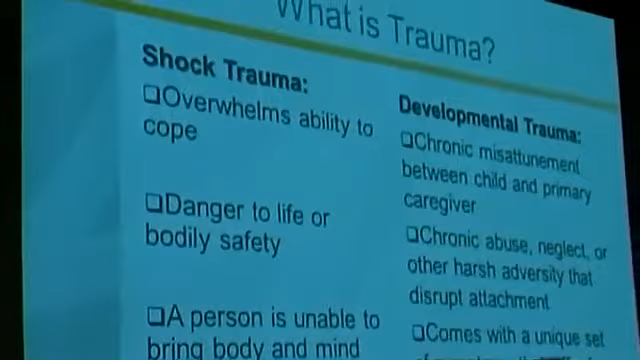 What is Trauma?
Shock Trauma:
❑Overwhelms ability to
cope
❑Danger to life or
bodily safety
❑A person is unable to
bring body and mind
Developmental Trauma:
❑Chronic misattunement
between child and primary
caregiver
❑Chronic abuse, neglect, or
other harsh adversity that
disrupt attachment
❑Comes with a unique set